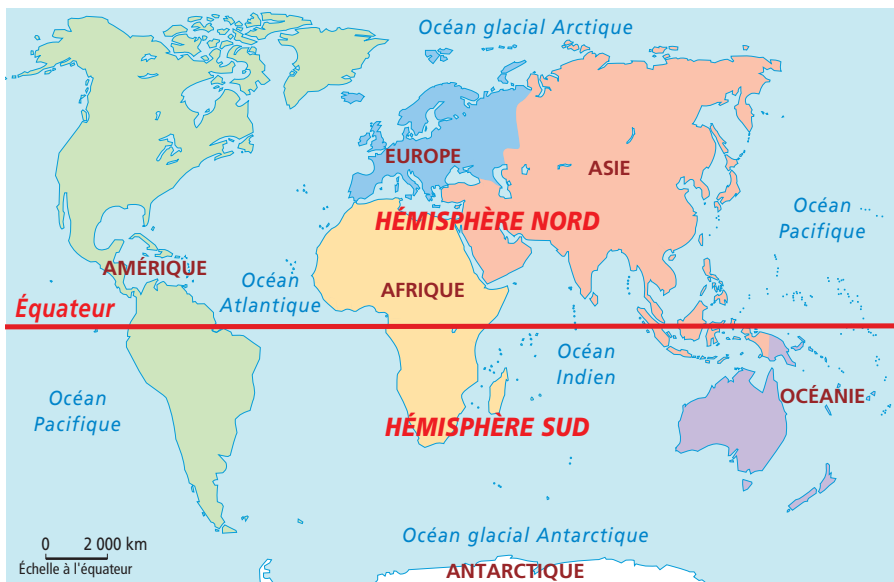 Océan glacial Arctique
EUROPE
ASIE
HÉMISPHÈRE NORD
Océan
Pacifique
AMÉRIQUE
Océan
Atlantique
AFRIQUE
Équateur
Océan
Indien
Océan
Pacifique
OCÉANIE
HÉMISPHÈRE SUD
Océan glacial Antarctique
0 2 000 km
Échelle à l'équateur
ANTARCTIQUE